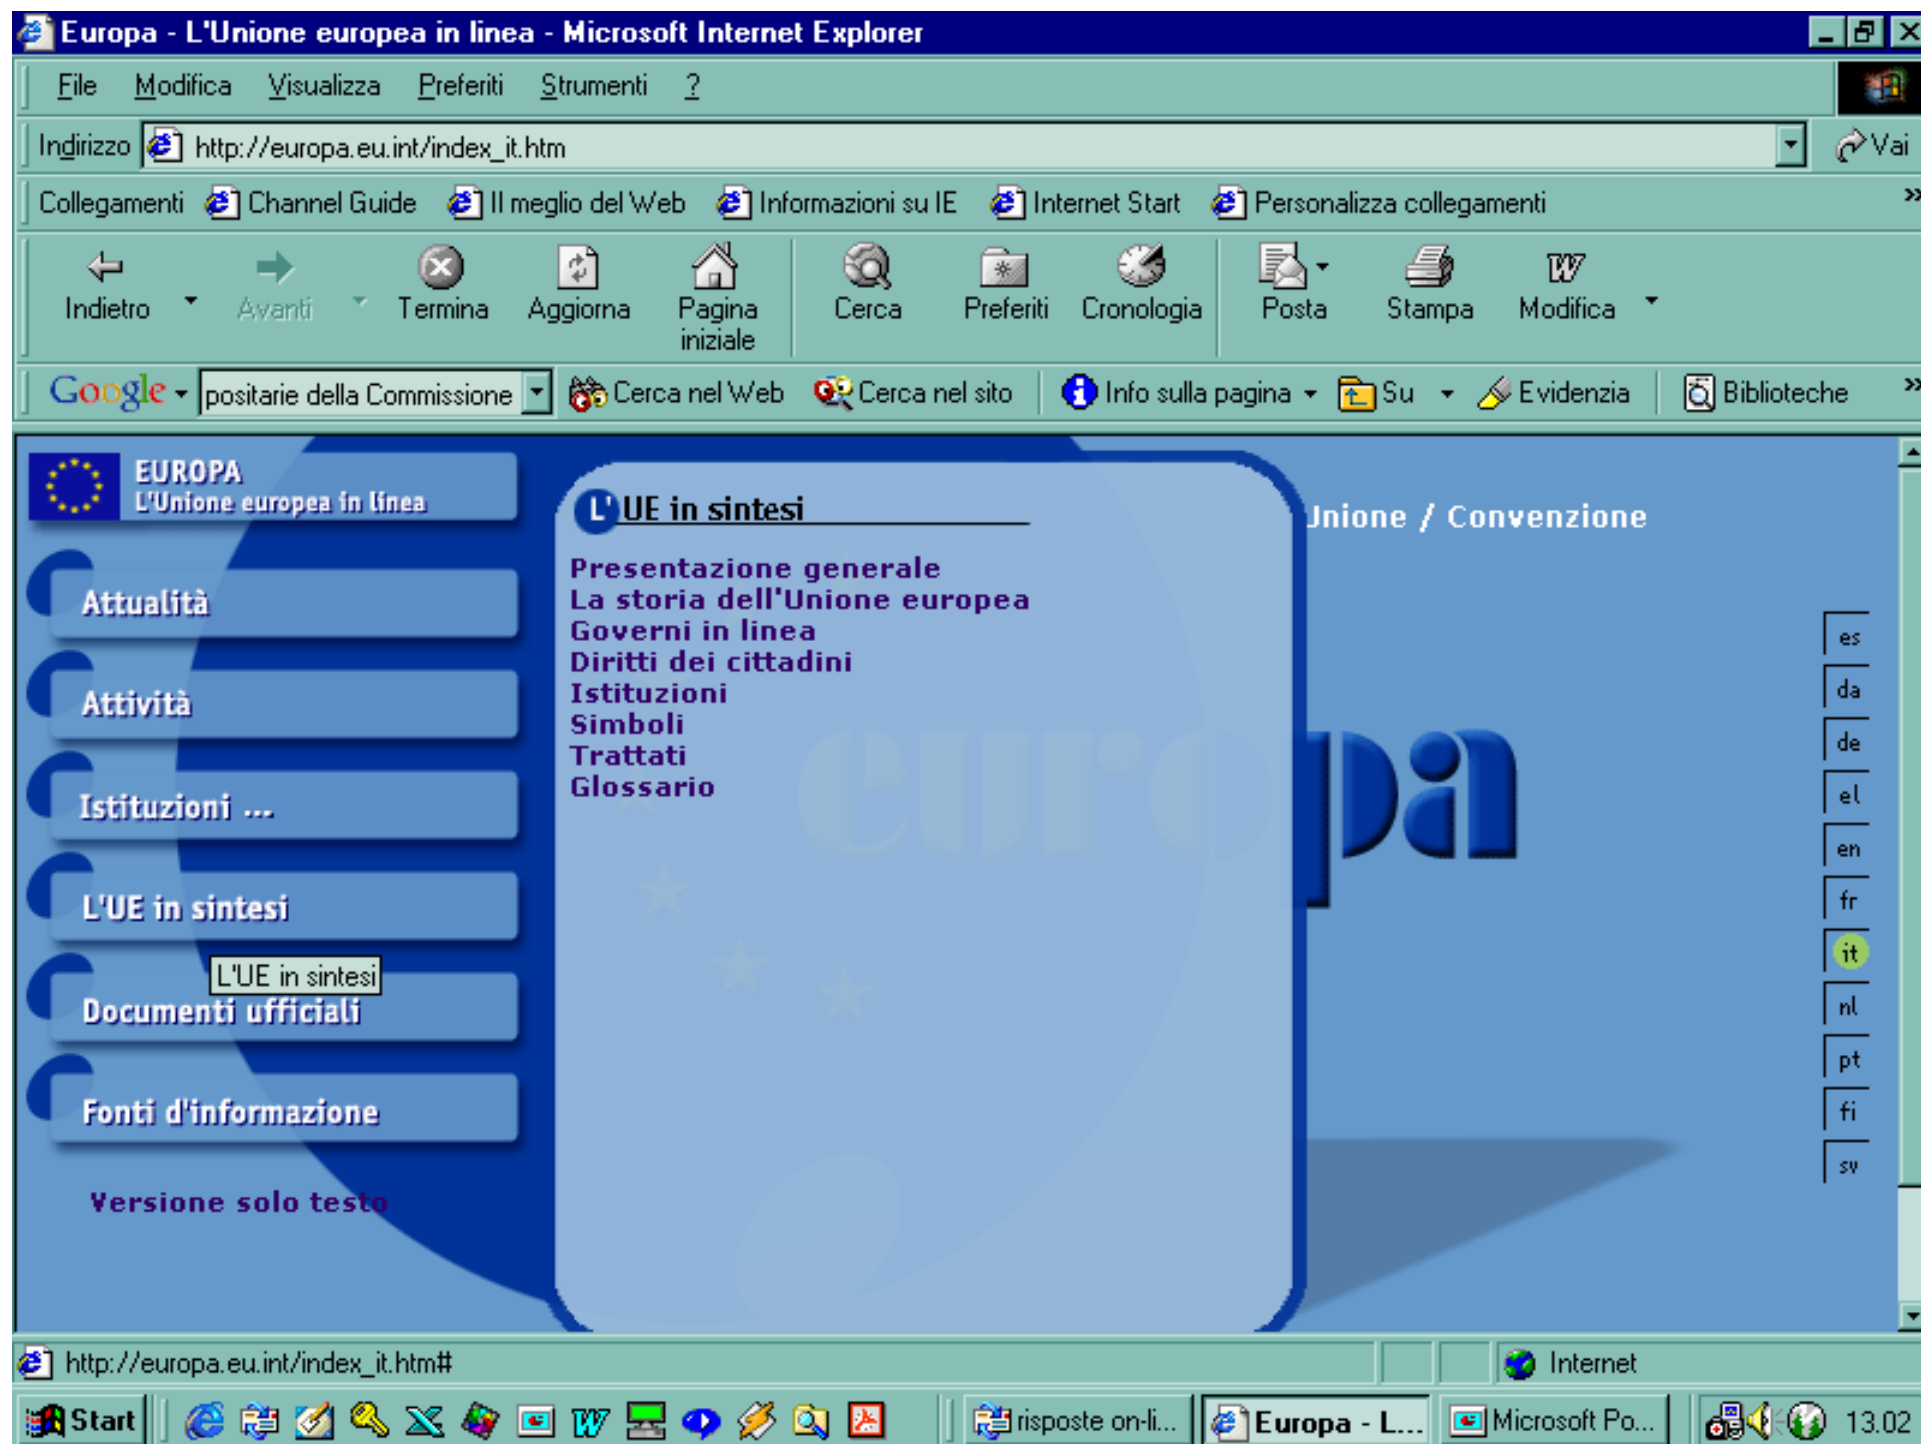 Europa - L'Unione europea in linea - Microsoft Internet Explorer
File Modifica Visualizza Preferiti Strumenti ?
Indirizzo http://europa.eu.int/index_it.htm Vai
Collegamenti Channel Guide Il meglio del Web Informazioni su IE Internet Start Personalizza collegamenti »
Indietro Avanti Termina Aggiorna Pagina iniziale Cerca Preferiti Cronologia Posta Stampa Modifica
Google positarie della Commissione Cerca nel Web Cerca nel sito Info sulla pagina Su Evidenzia Biblioteche »
EUROPA
L'Unione europea in linea
Attualità
Attività
Istituzioni ...
L'UE in sintesi
L'UE in sintesi
Documenti ufficiali
Fonti d'informazione
Versione solo testo
L'UE in sintesi
Presentazione generale
La storia dell'Unione europea
Governi in linea
Diritti dei cittadini
Istituzioni
Simboli
Trattati
Glossario
Unione / Convenzione
europa
es
da
de
el
en
fr
it
nl
pt
fi
sv
http://europa.eu.int/index_it.htm# Internet
Start risposte on-li... Europa - L... Microsoft Po... 13.02